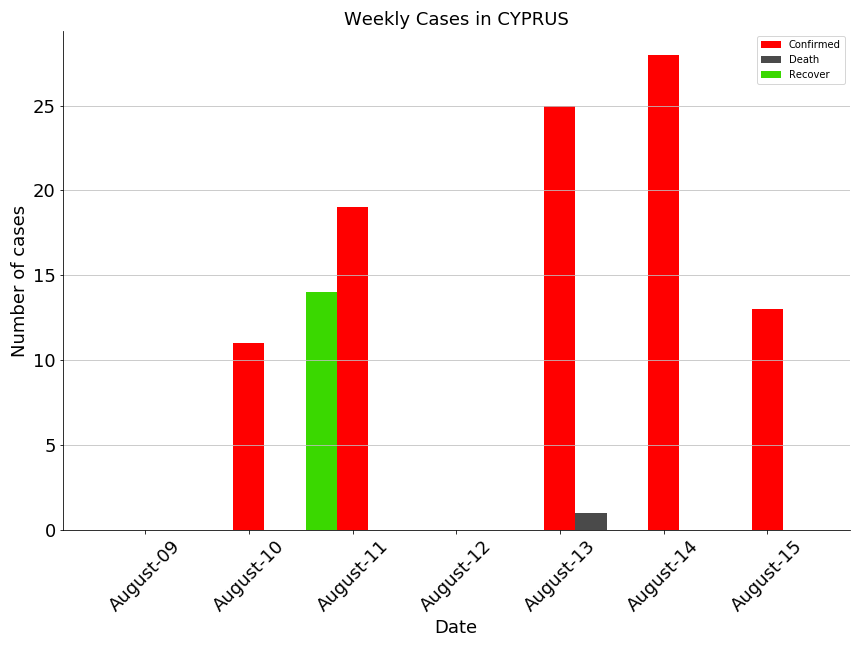 Weekly Cases in CYPRUS
Confirmed
Death
Recover
Number of cases
25
20
15
10
5
0
August-09
August-10
August-11
August-12
August-13
August-14
August-15
Date